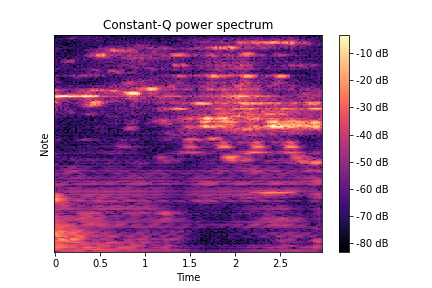 Constant-Q power spectrum
Note
-10 dB
-20 dB
-30 dB
-40 dB
-50 dB
-60 dB
-70 dB
-80 dB
0 0.5 1 1.5 2 2.5
Time